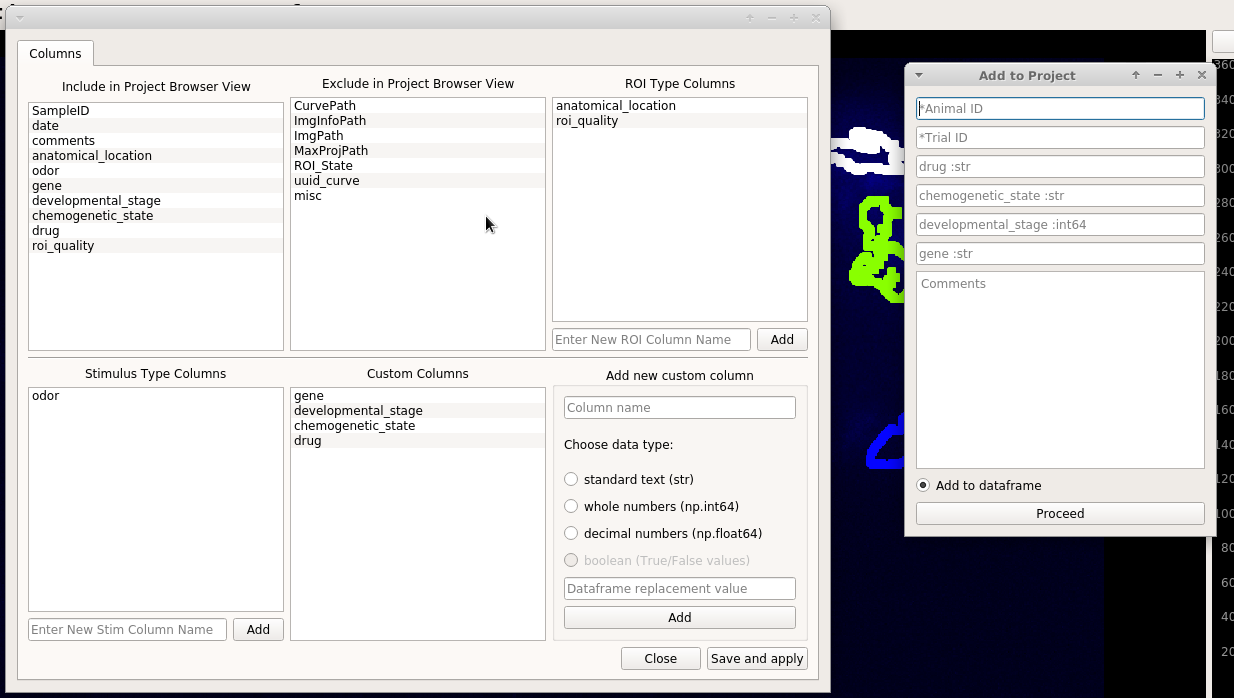 Columns
Include in Project Browser View
SampleID
date
comments
anatomical_location
odor
gene
developmental_stage
chemogenetic_state
drug
roi_quality
Exclude in Project Browser View
CurvePath
ImgInfoPath
ImgPath
MaxProjPath
ROI_State
uuid_curve
misc
ROI Type Columns
anatomical_location
roi_quality
Enter New ROI Column Name
Add
Stimulus Type Columns
odor
Enter New Stim Column Name
Add
Custom Columns
gene
developmental_stage
chemogenetic_state
drug
Add new custom column
Column name
Choose data type:
standard text (str)
whole numbers (np.int64)
decimal numbers (np.float64)
boolean (True/False values)
Dataframe replacement value
Add
Close
Save and apply
Add to Project
*Animal ID
*Trial ID
drug :str
chemogenetic_state :str
developmental_stage :int64
gene :str
Comments
Add to dataframe
Proceed
360
320
300
280
260
240
220
200
180
160
140
120
100
80
60
40
20